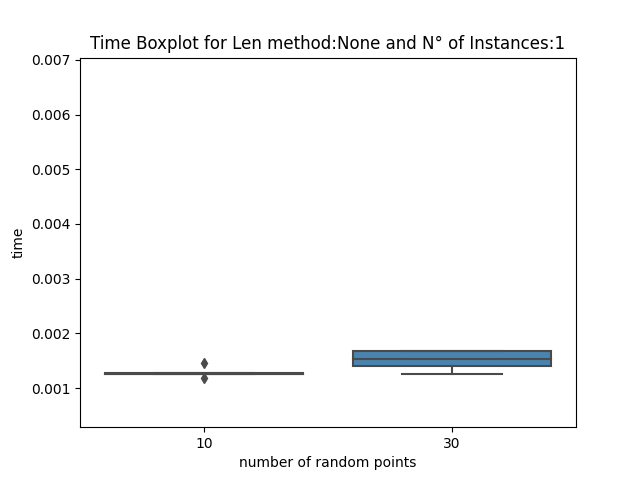 Time Boxplot for Len method:None and N° of Instances:1
0.007
0.006
0.005
0.004
0.003
0.002
0.001
time
10 30
number of random points